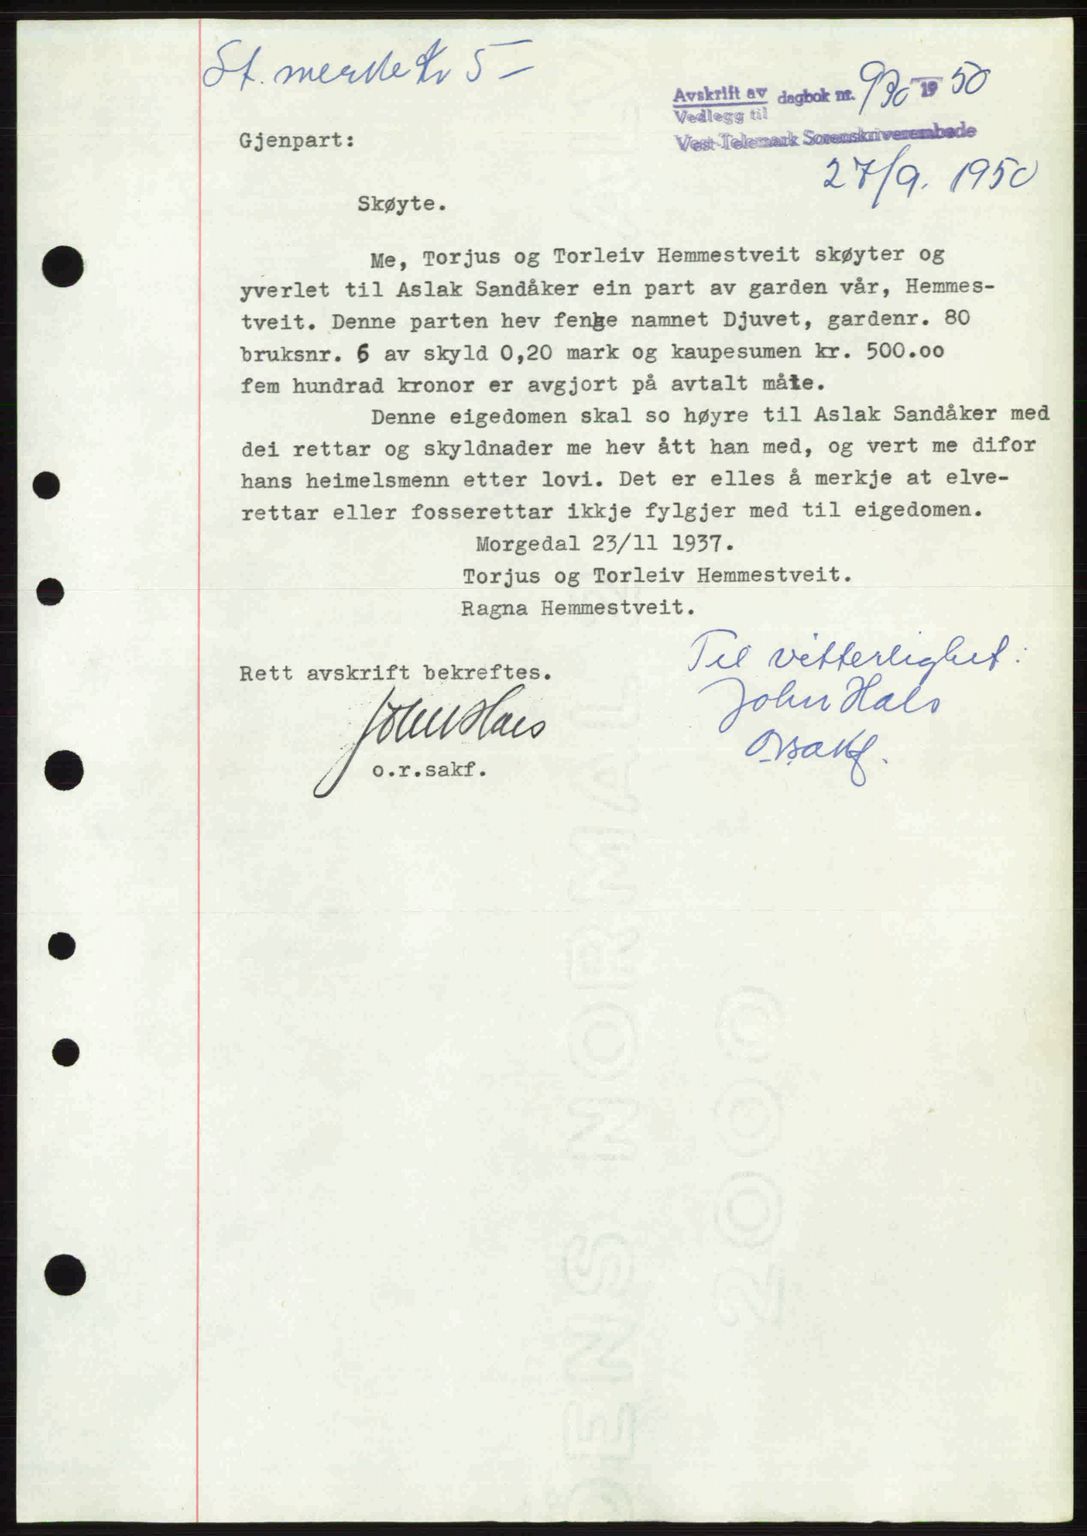 St. merke kr 5 –
Avskrift av
Vedlegg til
dagbok nr. 930 1950
Vest-Telemark Sorenskriverembede
27/9. 1950
Gjenpart:
Skøyte.
Me, Torjus og Torleiv Hemmestveit skøyter og
yverlet til Aslak Sandåker ein part av garden vår, Hemmes-
tveit. Denne parten hev fenge namnet Djuvet, gardenr. 80
bruksnr. 6 av skyld 0,20 mark og kaupesumen kr. 500.oo
fem hundrad kronor er avgjort på avtalt måte.
Denne eigedomen skal so høyre til Aslak Sandåker med
dei rettar og skyldnader me hev ått han med, og vert me difor
hans heimelsmenn etter lovi. Det er elles å merkje at elve-
rettar eller fosserettar ikkje fylgjer med til eigedomen.
Morgedal 23/11 1937.
Torjus og Torleiv Hemmestveit.
Ragna Hemmestveit.
Til vitterlighet:
Rett avskrift bekreftes.
John Hals
John Hals
orsakf.
o.r.sakf.
2000